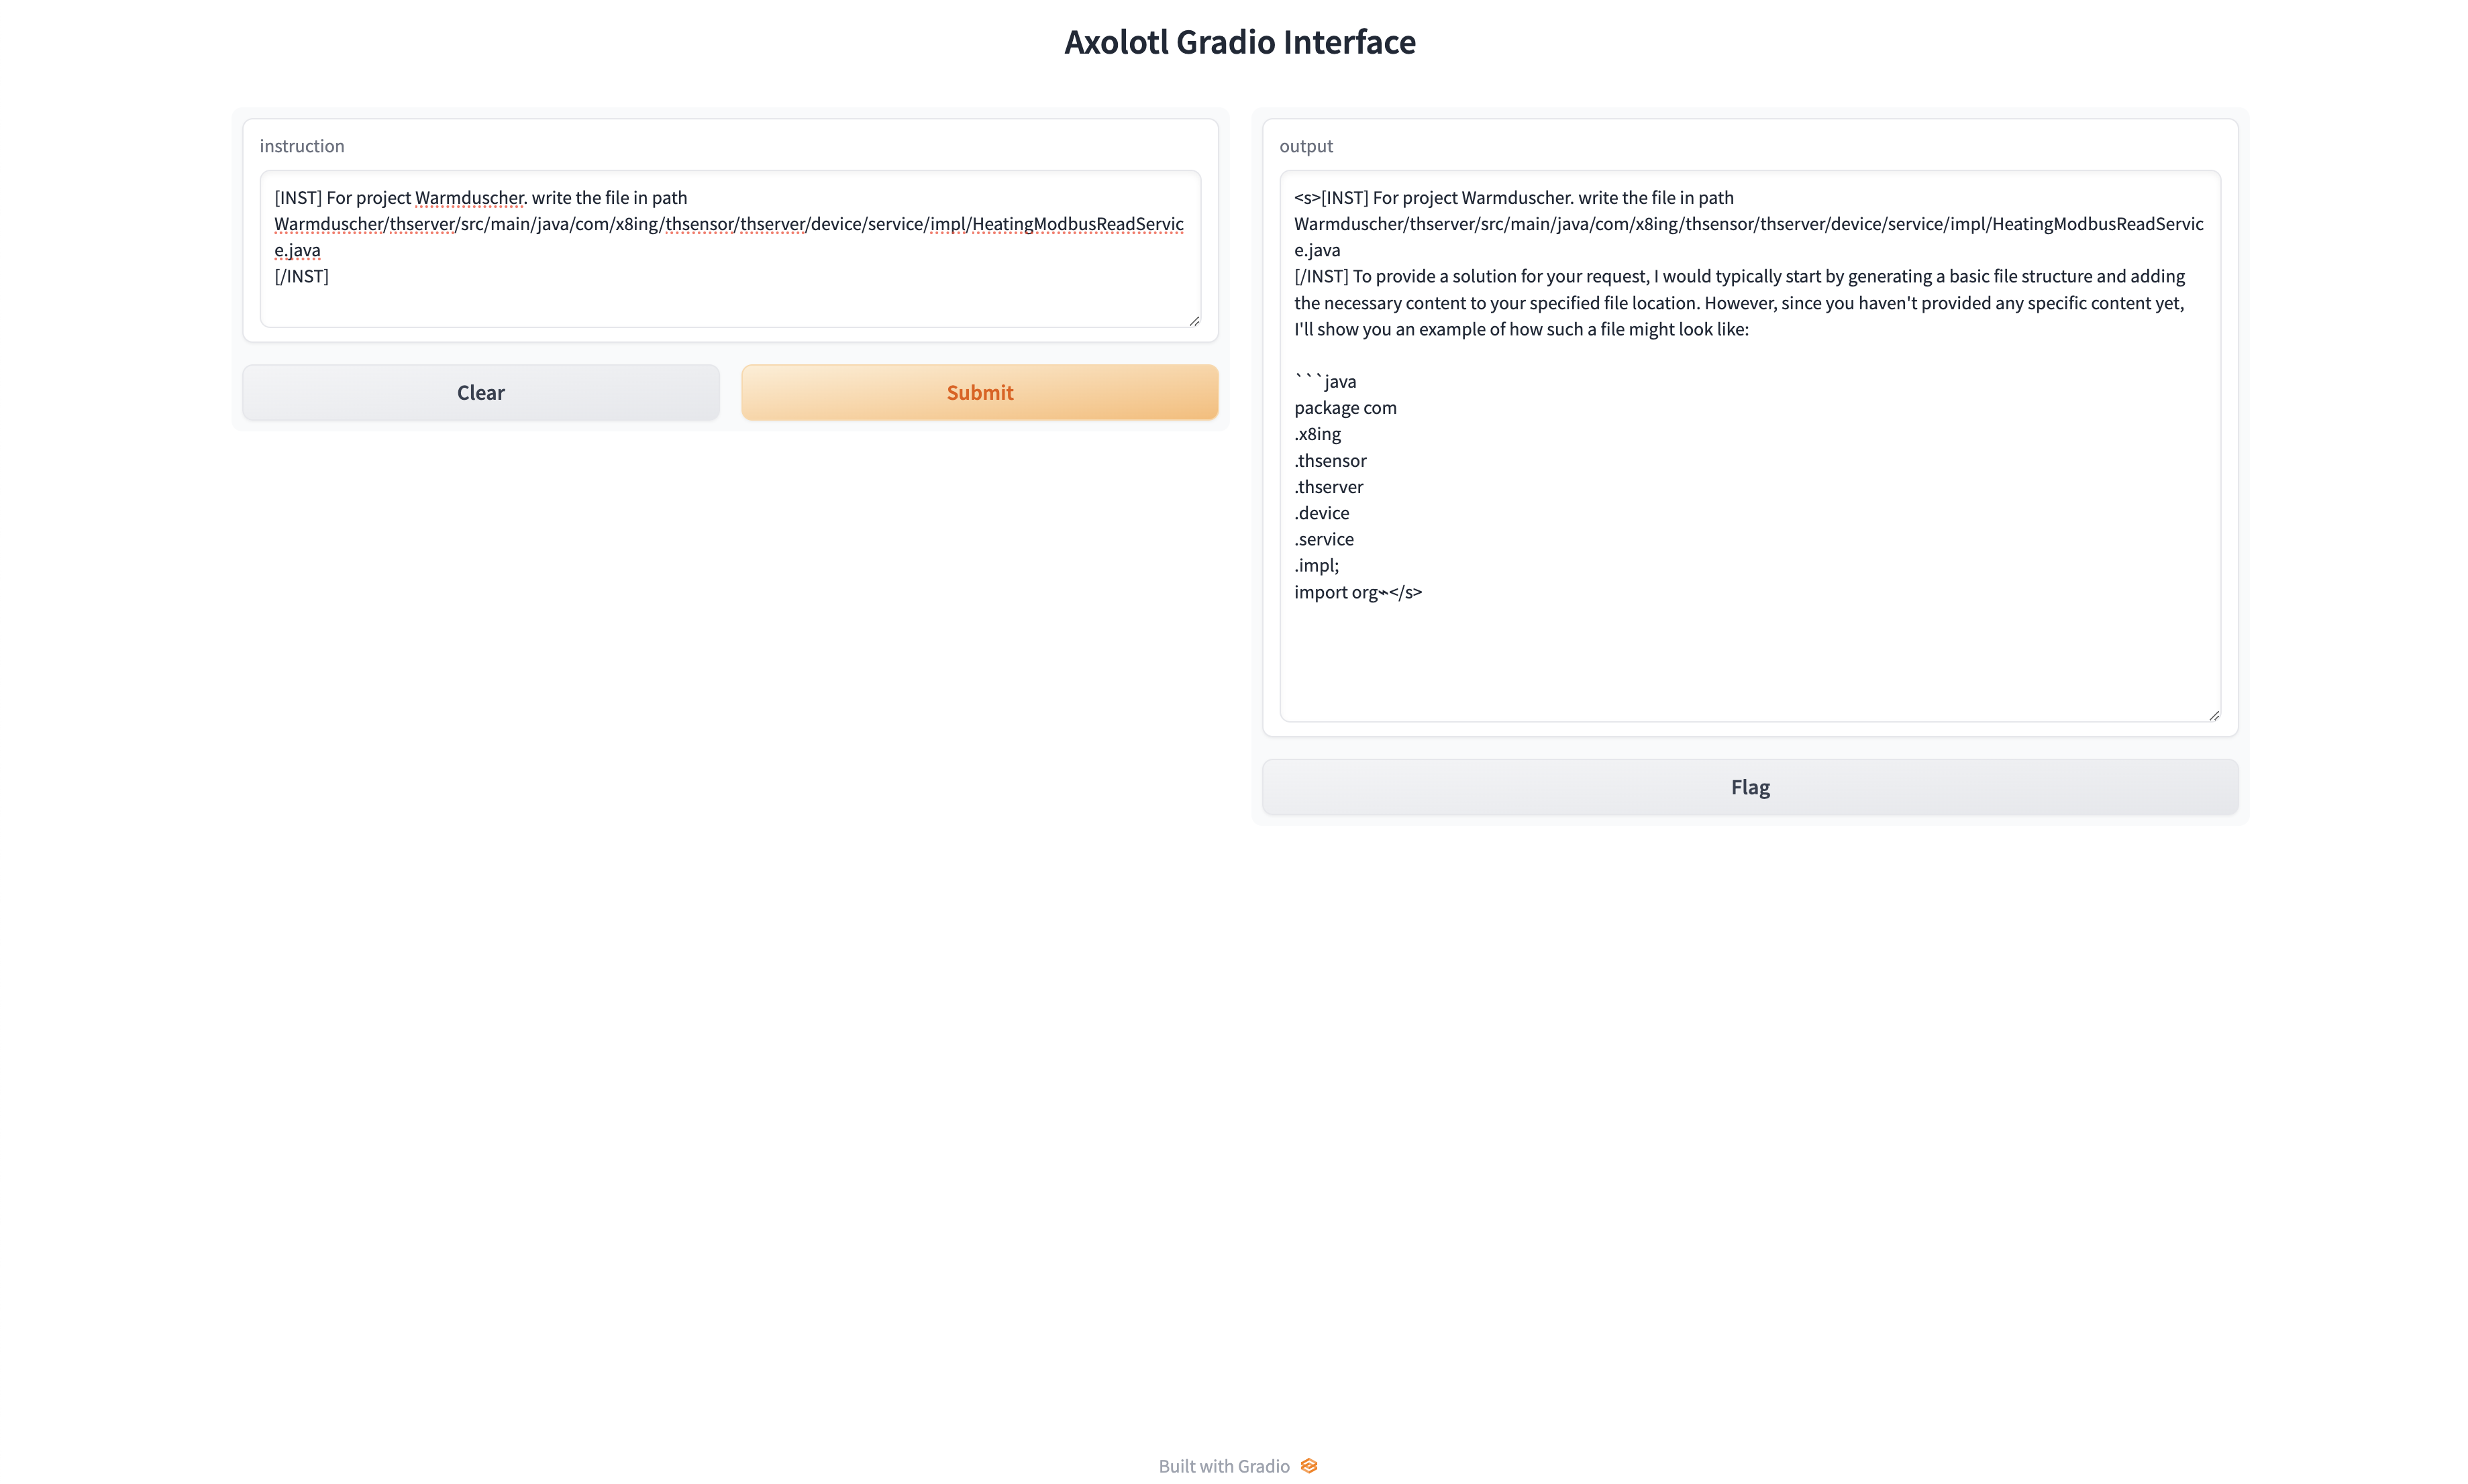 Axolotl Gradio Interface
instruction
[INST] For project Warmduscher. write the file in path
Warmduscher/thserver/src/main/java/com/x8ing/thsensor/thserver/device/service/impl/HeatingModbusReadServic
e.java
[/INST]
Clear
Submit
output
<s>[INST] For project Warmduscher. write the file in path
Warmduscher/thserver/src/main/java/com/x8ing/thsensor/thserver/device/service/impl/HeatingModbusReadServic
e.java
[/INST] To provide a solution for your request, I would typically start by generating a basic file structure and adding
the necessary content to your specified file location. However, since you haven't provided any specific content yet,
I'll show you an example of how such a file might look like:
```java
package com
.x8ing
.thsensor
.thserver
.device
.service
.impl;
import org⌁</s>
Flag
Built with Gradio